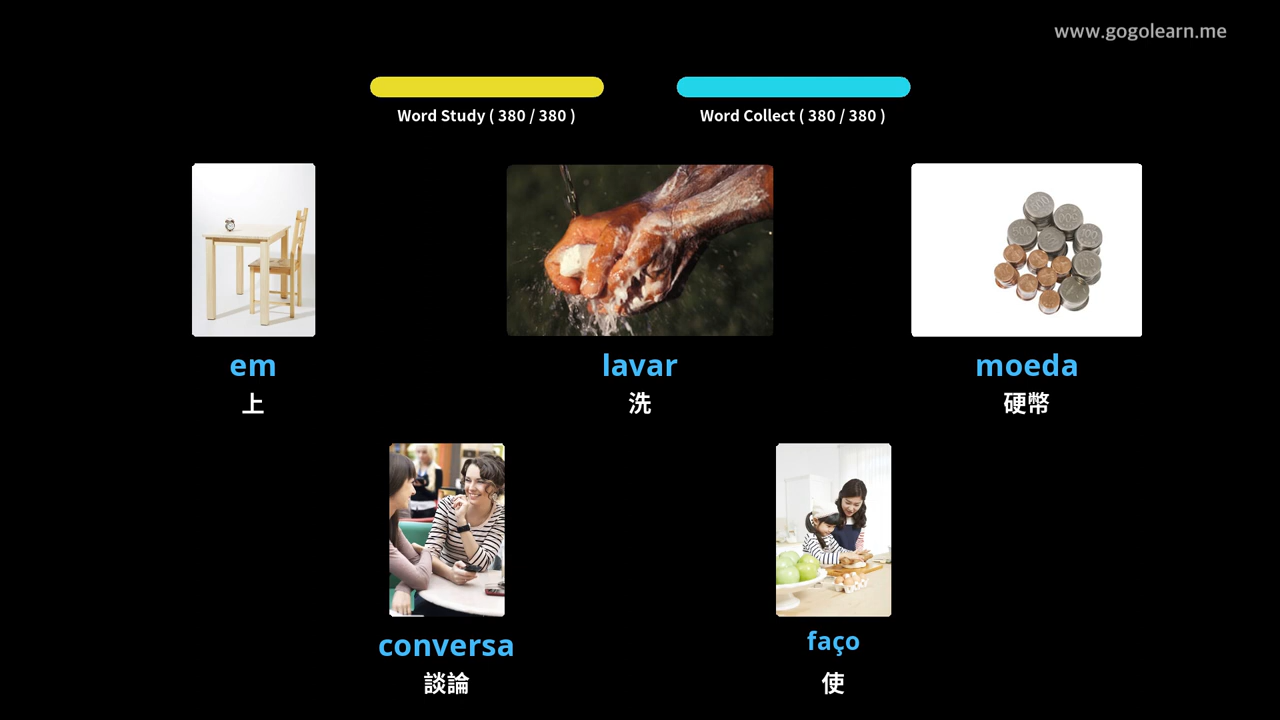 www.gogolearn.me
Word Study ( 380 / 380 )
Word Collect ( 380 / 380 )
em
上
lavar
洗
moeda
硬幣
conversa
談論
faço
使